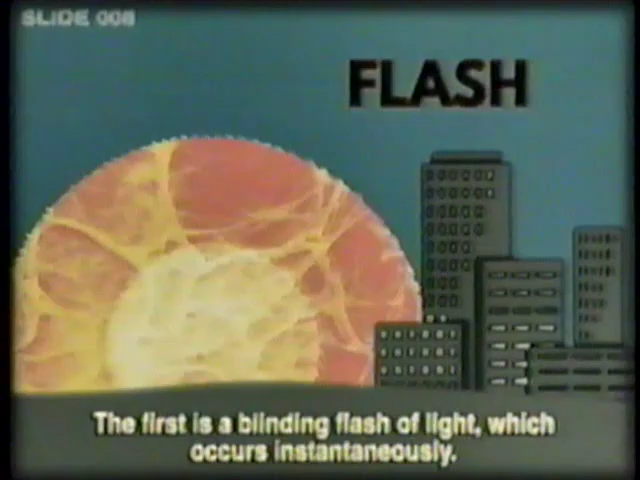 SLIDE 008
FLASH
The first is a blinding flash of light, which
occurs instantaneously.